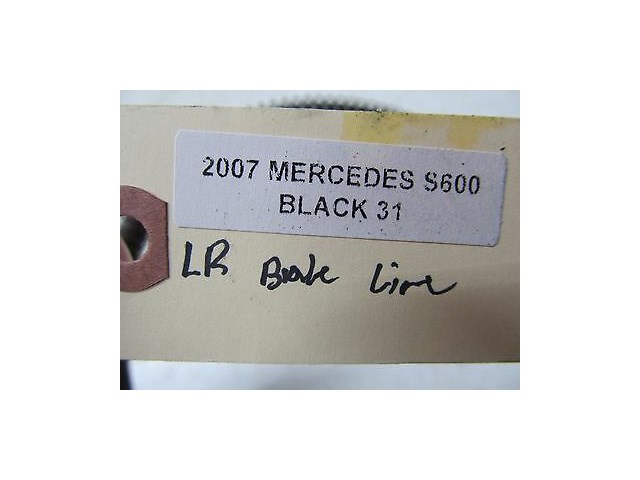 2007 MERCEDES S600
BLACK 31
LR Brake Line